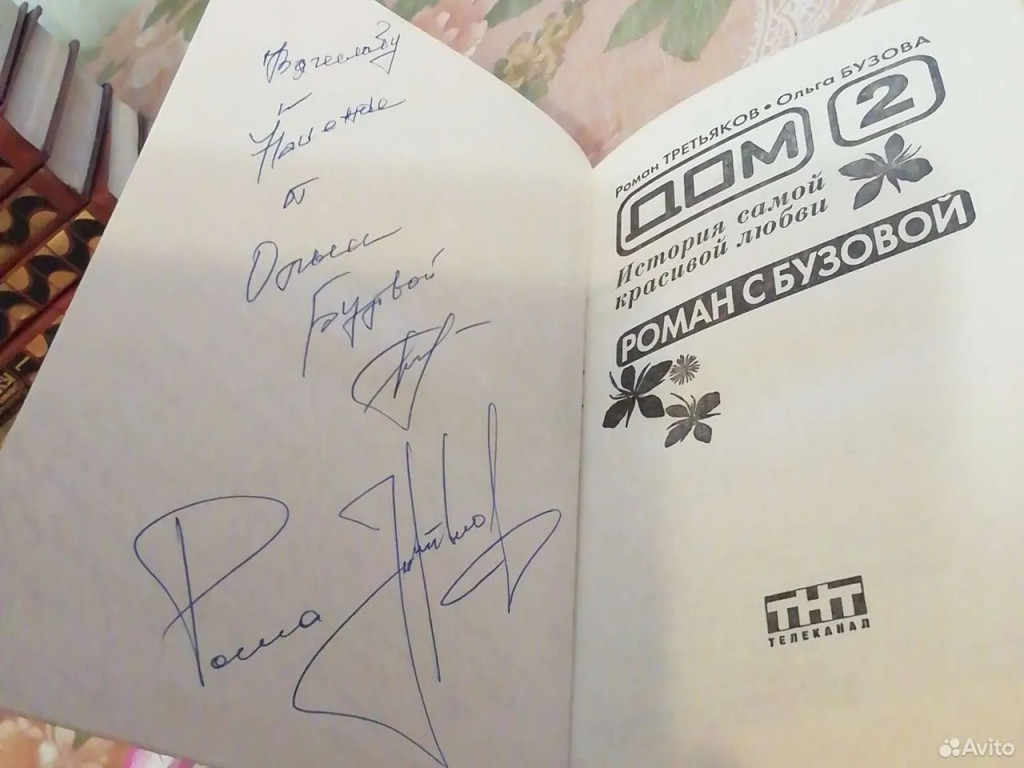 Вячеславу
и
Наташе
от
Ольги
Бузовой
Рома
Роман ТРЕТЬЯКОВ • Ольга БУЗОВА
ДОМ 2
История самой
красивой любви
РОМАН С БУЗОВОЙ
ТНТ
ТЕЛЕКАНАЛ
Avito